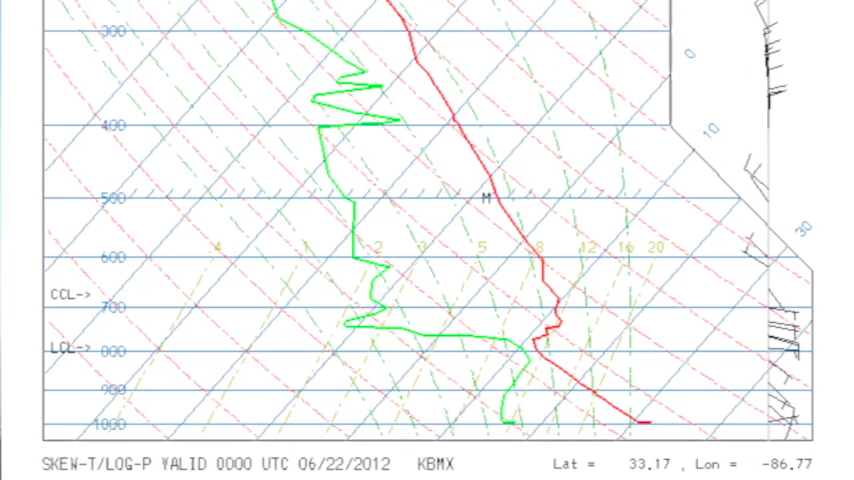 300
0
10
400
500
M
30
.4 1 2 3 5 8 12 16 20
600
CCL->
700
LCL->
800
900
1000
SKEW-T/LOG-P VALID 0000 UTC 06/22/2012 KBMX Lat = 33.17 , Lon = -86.77